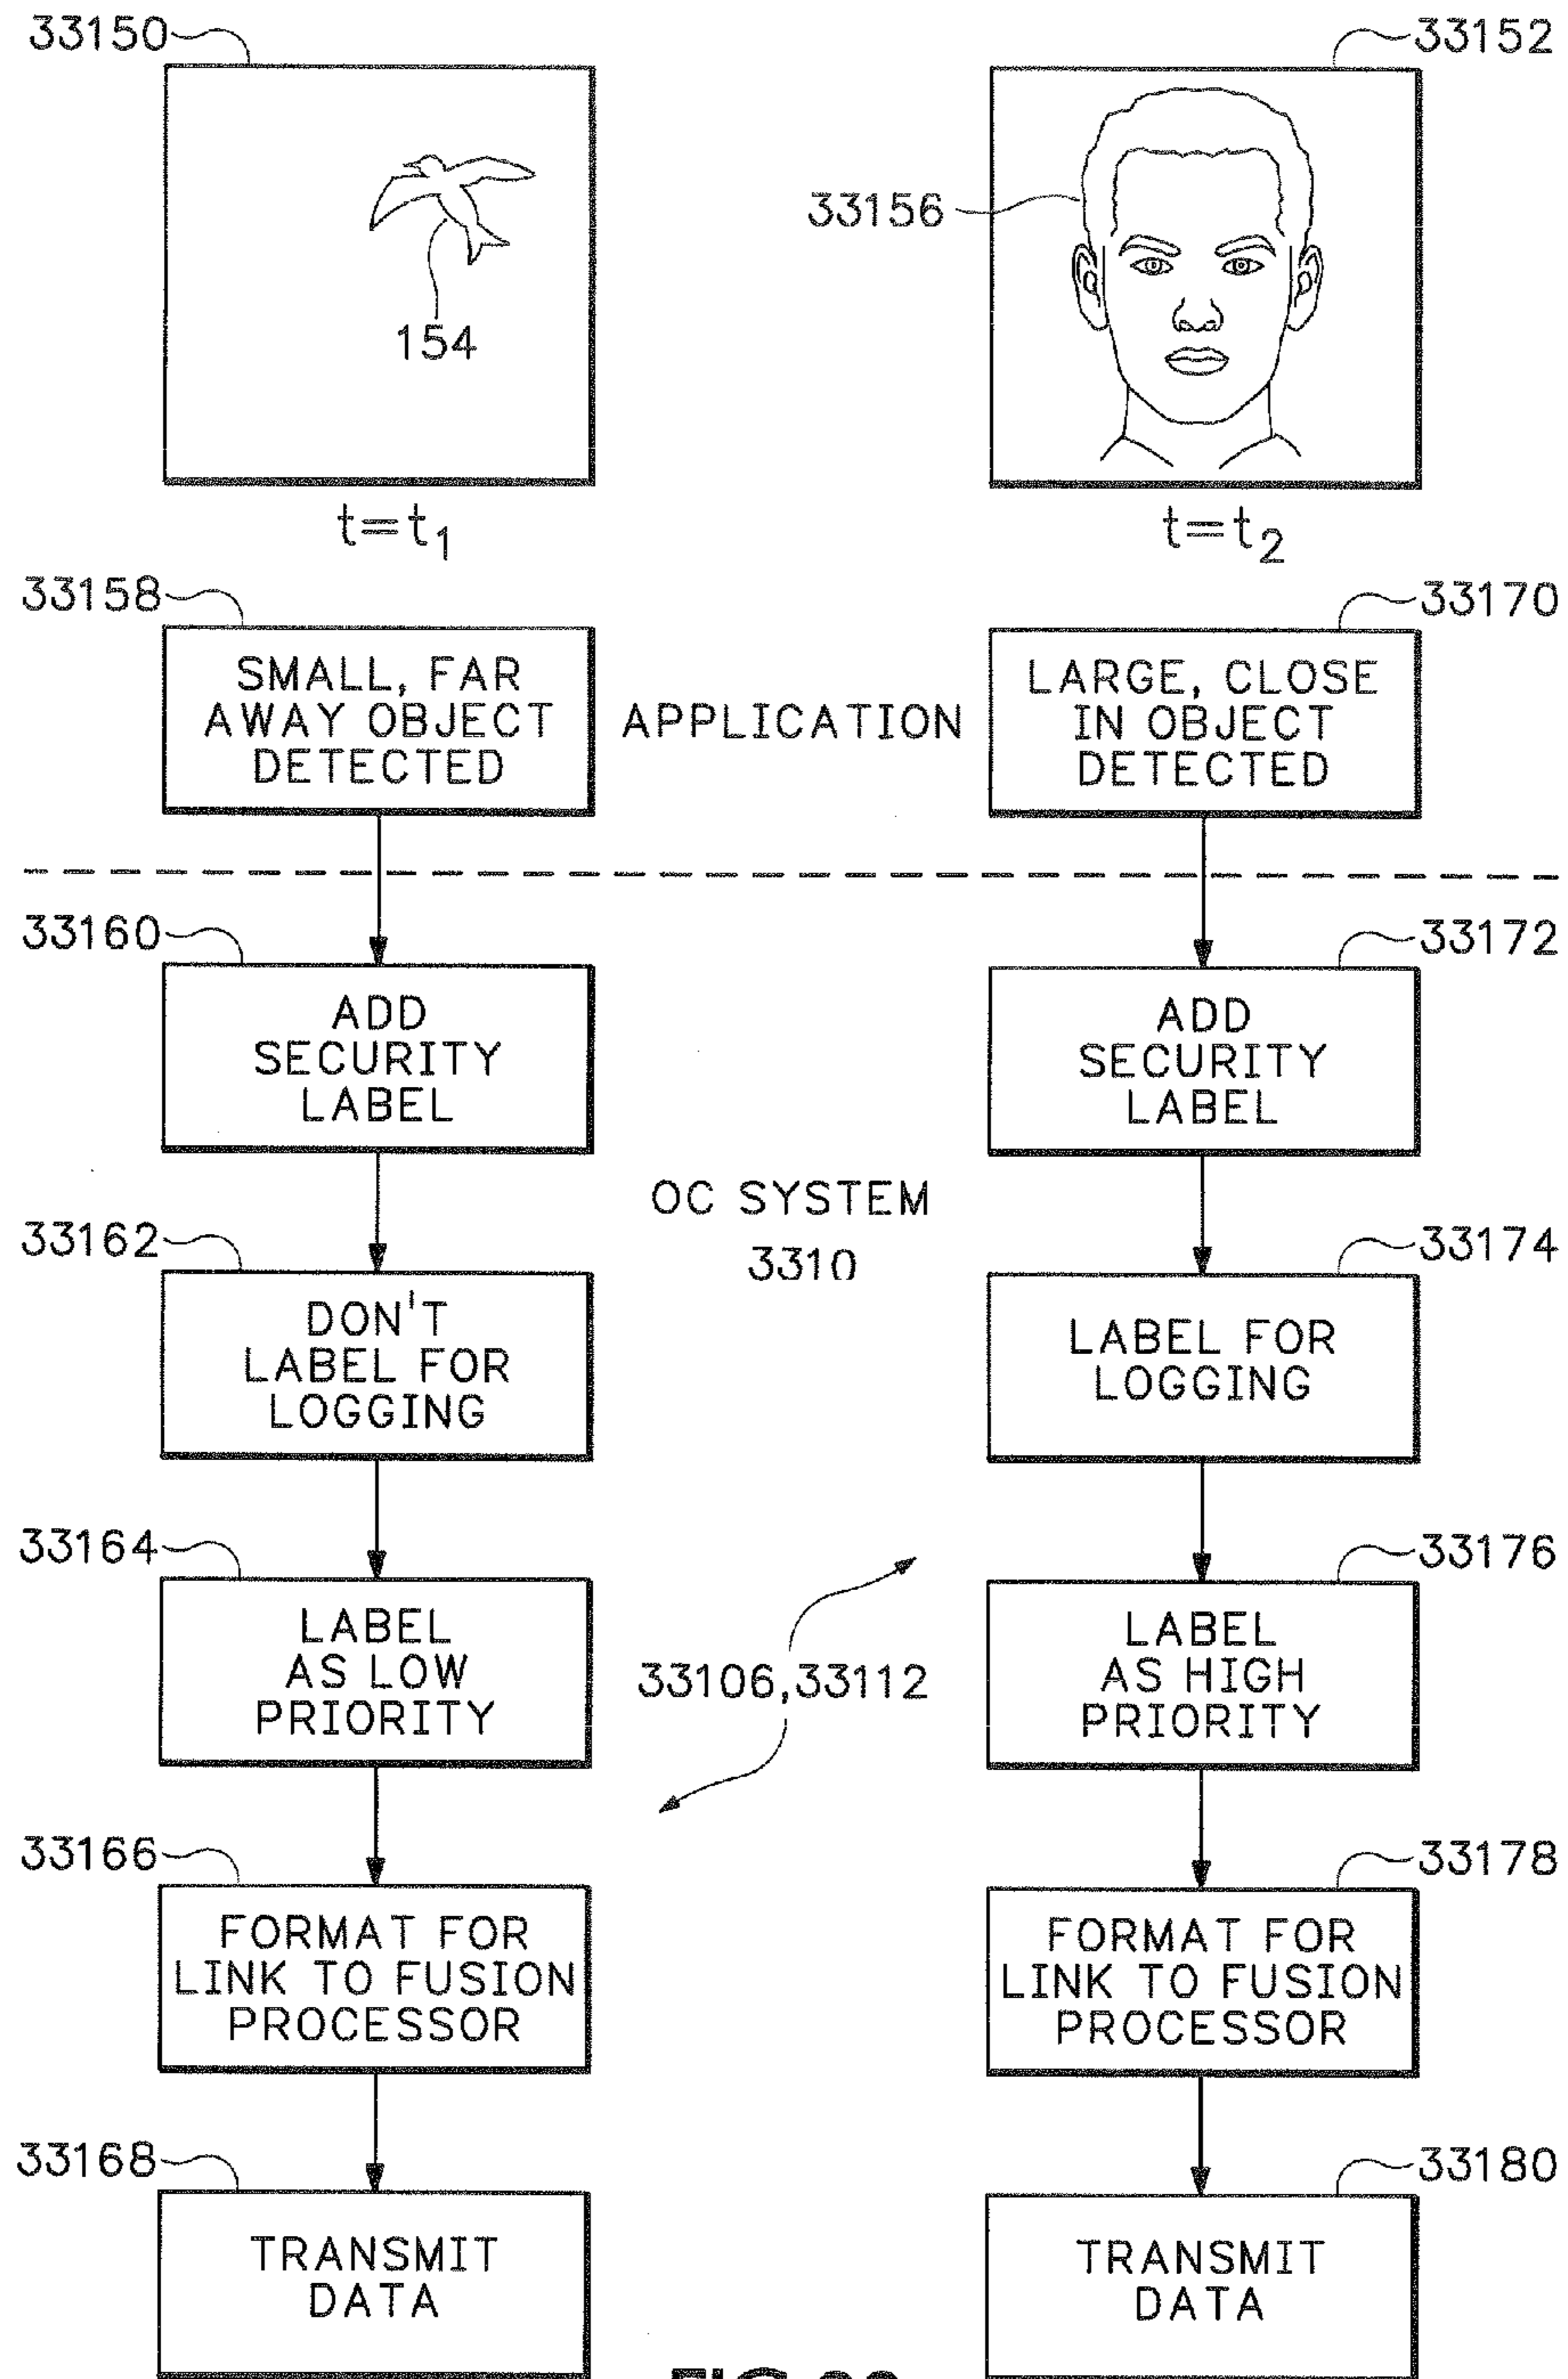 33150
33152
33156
154
t=t1
t=t2
33158
33170
SMALL, FAR
AWAY OBJECT
DETECTED
APPLICATION
LARGE, CLOSE
IN OBJECT
DETECTED
33160
33172
ADD
SECURITY
LABEL
ADD
SECURITY
LABEL
OC SYSTEM
3310
33162
33174
DON'T
LABEL FOR
LOGGING
LABEL FOR
LOGGING
33164
33176
LABEL
AS LOW
PRIORITY
33106,33112
LABEL
AS HIGH
PRIORITY
33166
33178
FORMAT FOR
LINK TO FUSION
PROCESSOR
FORMAT FOR
LINK TO FUSION
PROCESSOR
33168
33180
TRANSMIT
DATA
TRANSMIT
DATA